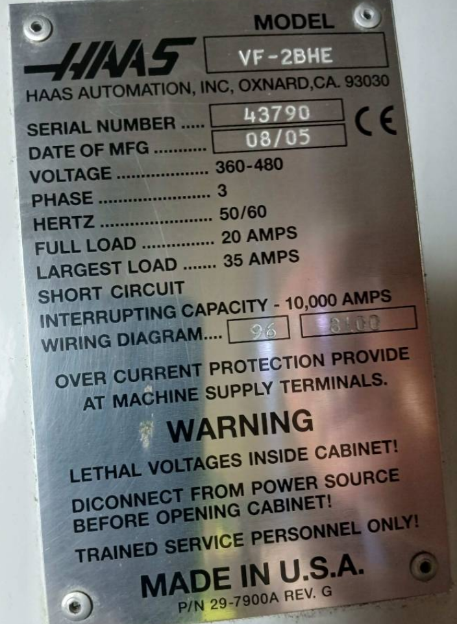 MODEL
HAAS VF-2BHE
HAAS AUTOMATION, INC, OXNARD,CA. 93030
SERIAL NUMBER ..... 43790 CE
DATE OF MFG ........... 08/05
VOLTAGE ................... 360-480
PHASE ....................... 3
HERTZ ....................... 50/60
FULL LOAD ............... 20 AMPS
LARGEST LOAD ....... 35 AMPS
SHORT CIRCUIT
INTERRUPTING CAPACITY - 10,000 AMPS
WIRING DIAGRAM.... 96 8100
OVER CURRENT PROTECTION PROVIDE
AT MACHINE SUPPLY TERMINALS.
WARNING
LETHAL VOLTAGES INSIDE CABINET!
DICONNECT FROM POWER SOURCE
BEFORE OPENING CABINET!
TRAINED SERVICE PERSONNEL ONLY!
MADE IN U.S.A.
P/N 29-7900A REV. G